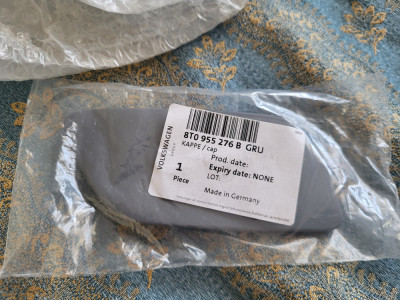 VOLKSWAGEN
8T0 955 276 B GRU
KAPPE / cap
Prod. date:
Expiry date: NONE
LOT:
1
Piece
Made in Germany